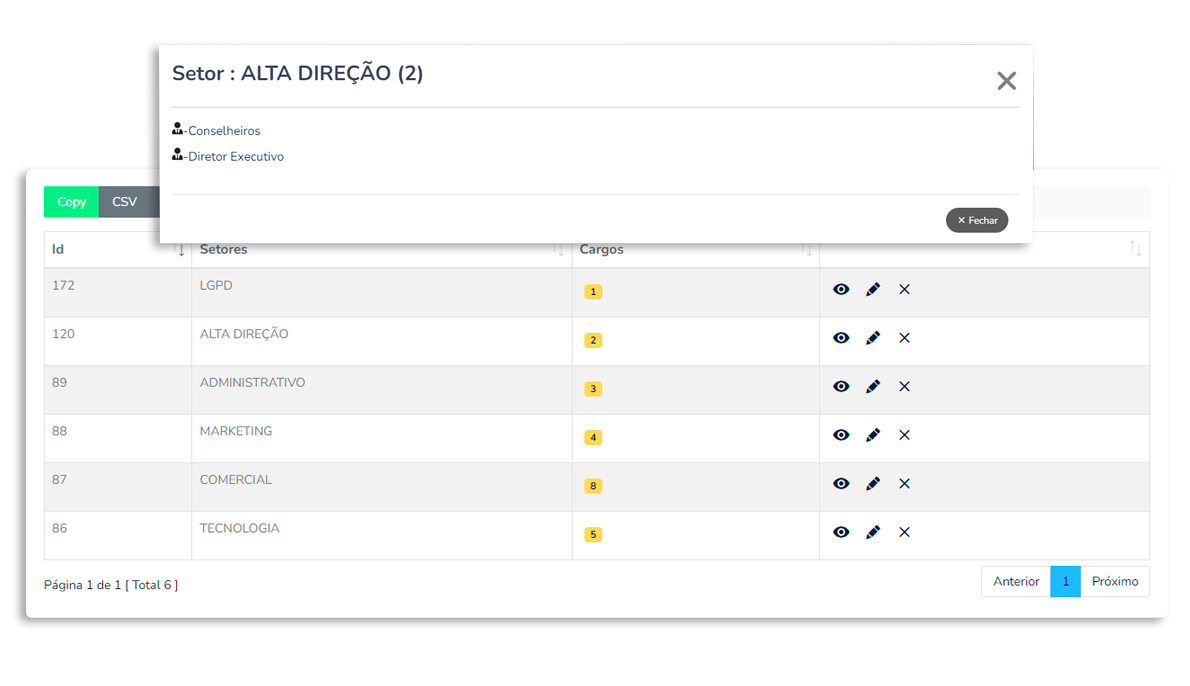 Setor : ALTA DIREÇÃO (2)
-Conselheiros
-Diretor Executivo
Fechar
Copy CSV
Id Setores Cargos
172 LGPD 1
120 ALTA DIREÇÃO 2
89 ADMINISTRATIVO 3
88 MARKETING 4
87 COMERCIAL 8
86 TECNOLOGIA 5
Página 1 de 1 [ Total 6 ]
Anterior 1 Próximo